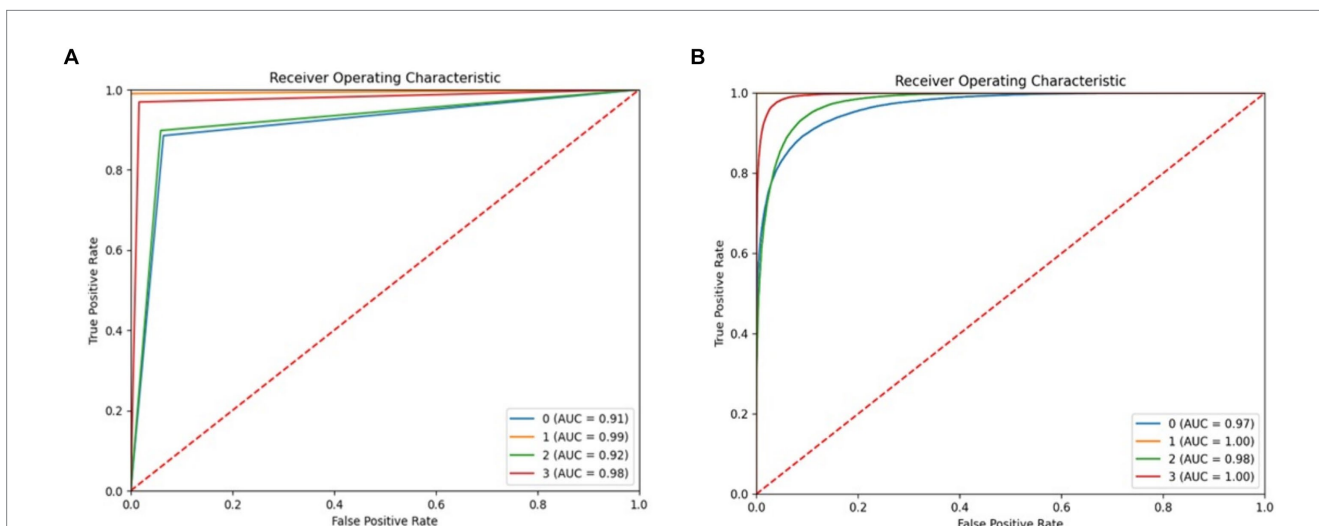 A
Receiver Operating Characteristic
1.0
0.8
0.6
0.4
0.2
0.0
True Positive Rate
0 (AUC = 0.91)
1 (AUC = 0.99)
2 (AUC = 0.92)
3 (AUC = 0.98)
0.0 0.2 0.4 0.6 0.8 1.0
False Positive Rate
B
Receiver Operating Characteristic
1.0
0.8
0.6
0.4
0.2
0.0
True Positive Rate
0 (AUC = 0.97)
1 (AUC = 1.00)
2 (AUC = 0.98)
3 (AUC = 1.00)
0.0 0.2 0.4 0.6 0.8 1.0
False Positive Rate